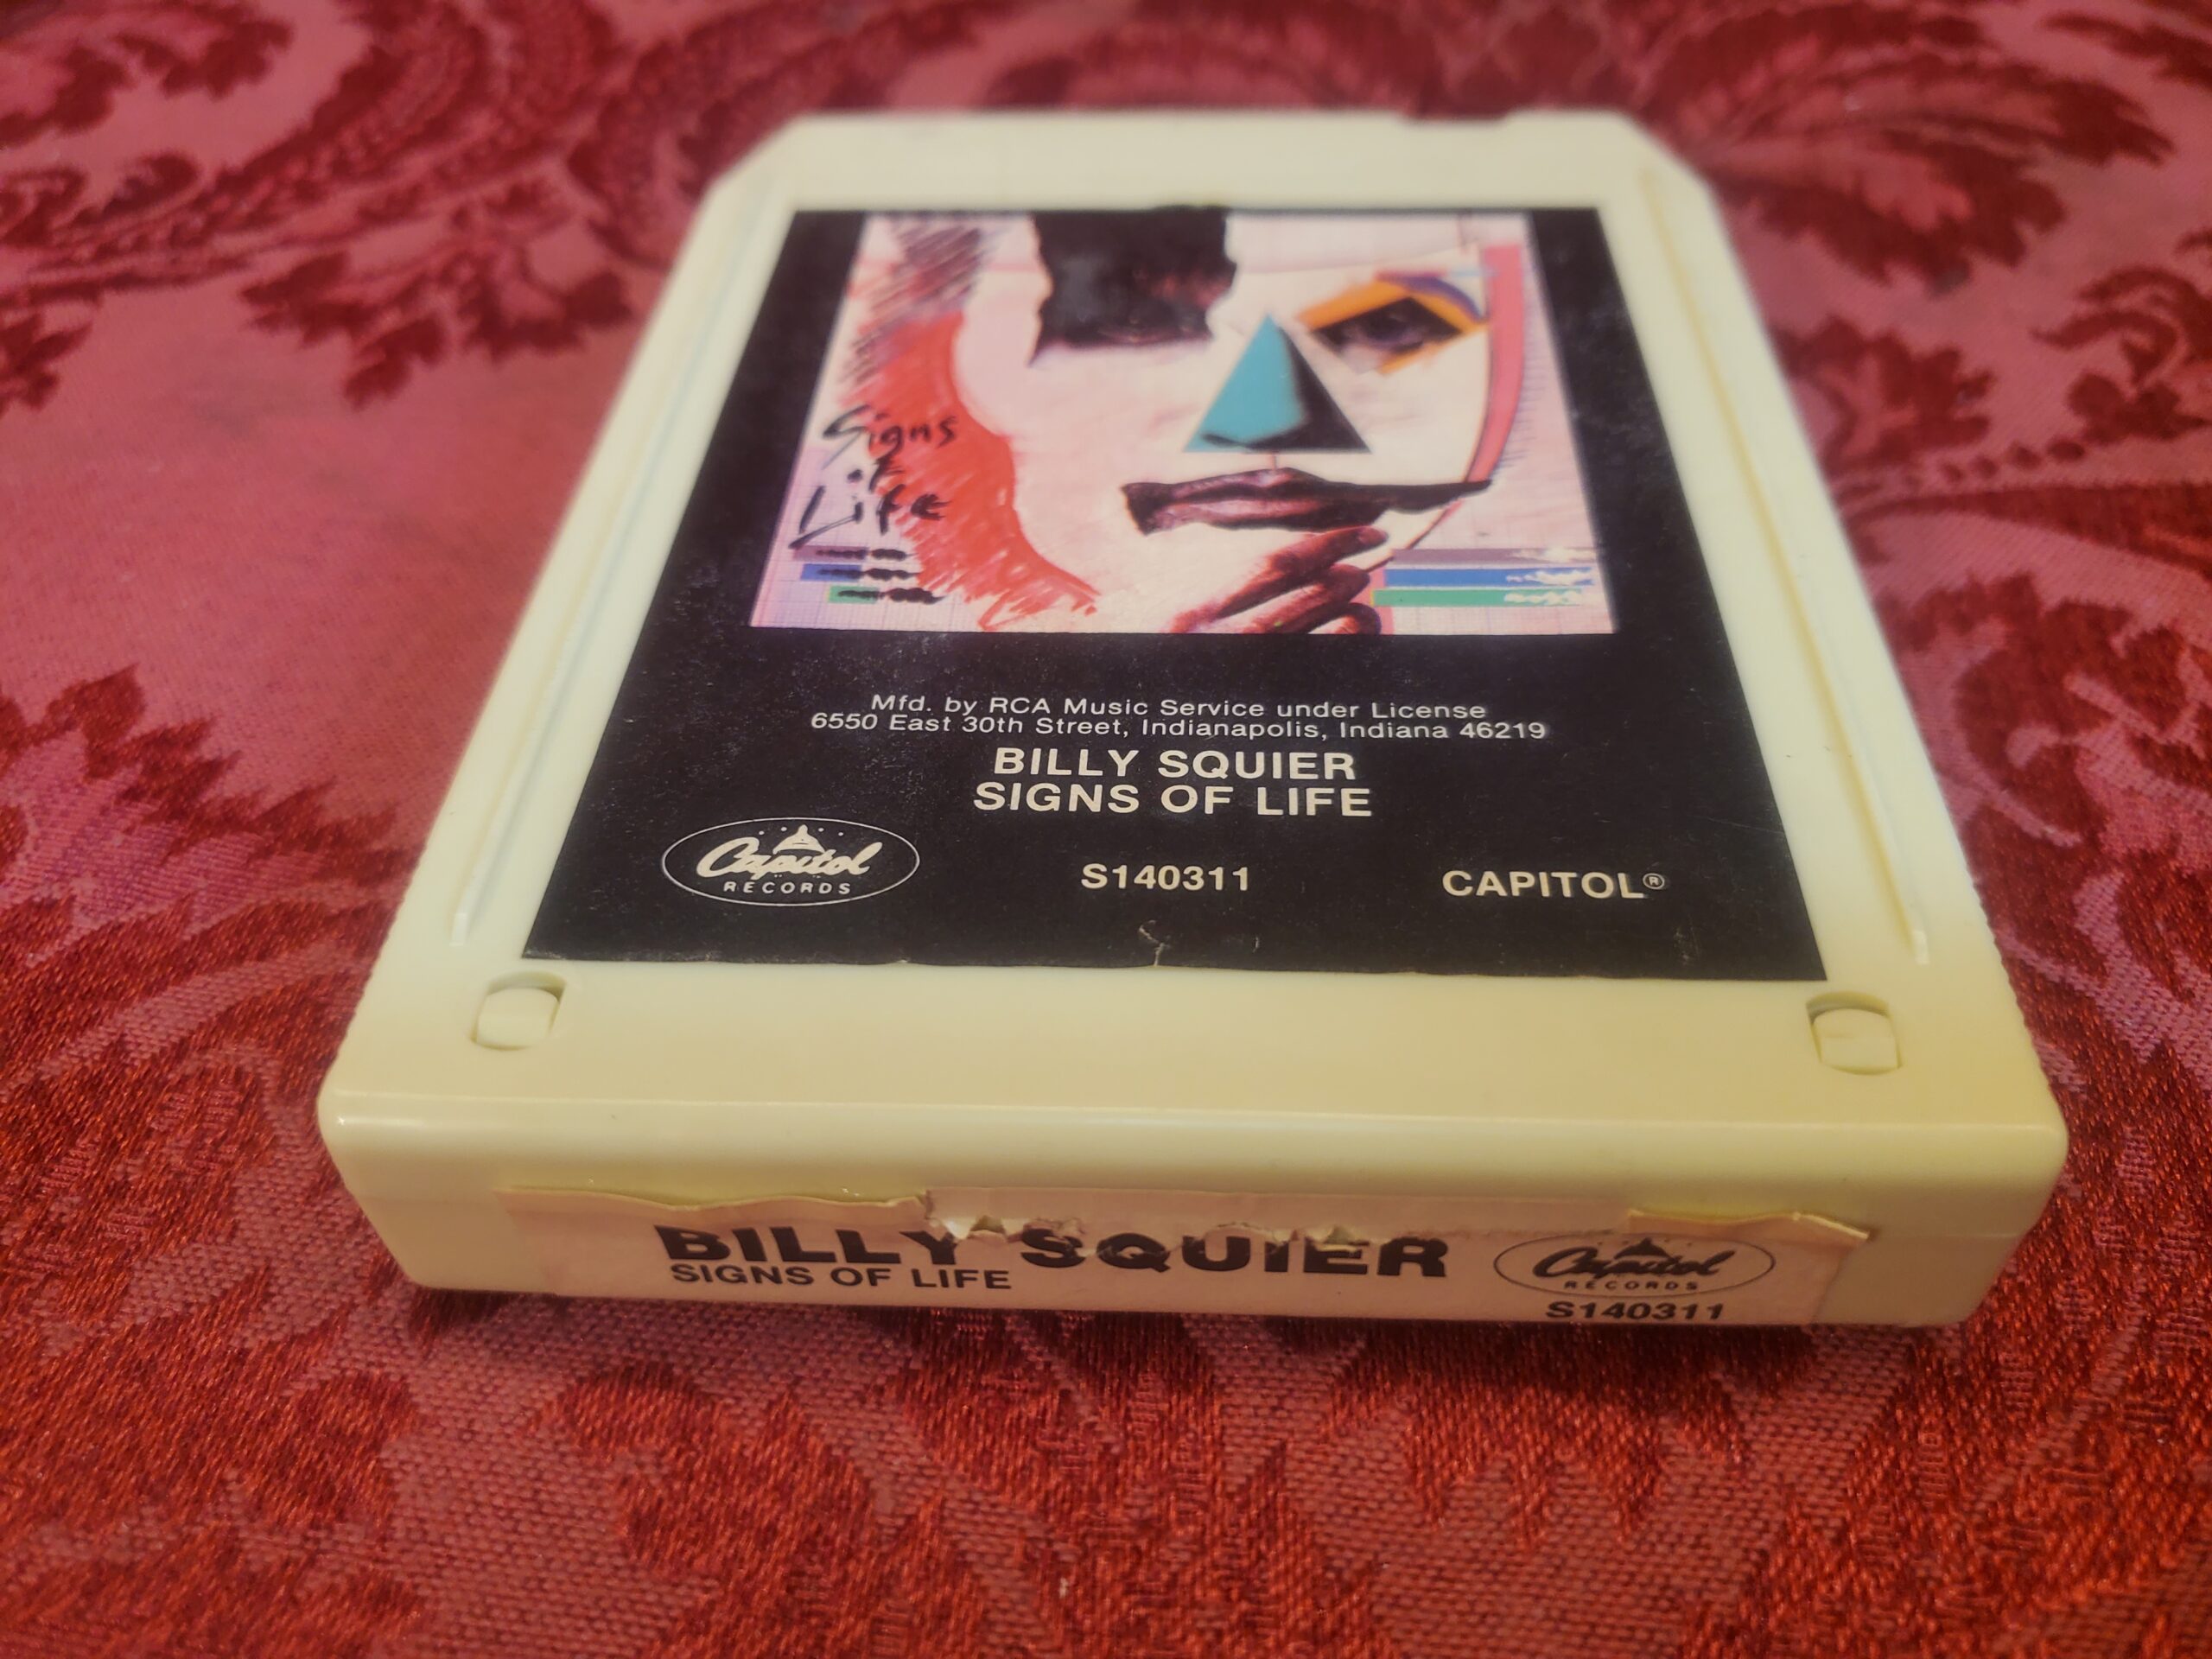 Signs
of
Life
Mfd. by RCA Music Service under License
6550 East 30th Street, Indianapolis, Indiana 46219
BILLY SQUIER
SIGNS OF LIFE
Capitol
RECORDS
S140311
CAPITOL®
BILLY SQUIER
SIGNS OF LIFE
Capitol
RECORDS
S140311